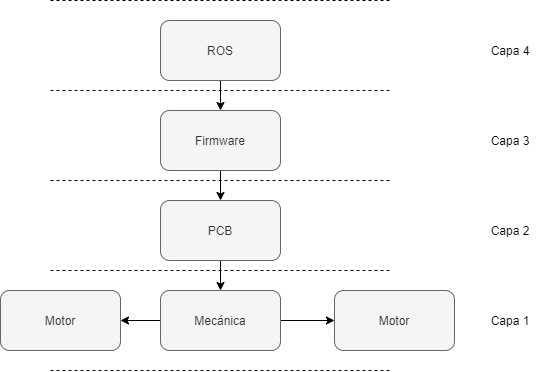 ROS
Capa 4
Firmware
Capa 3
PCB
Capa 2
Motor
Mecánica
Motor
Capa 1